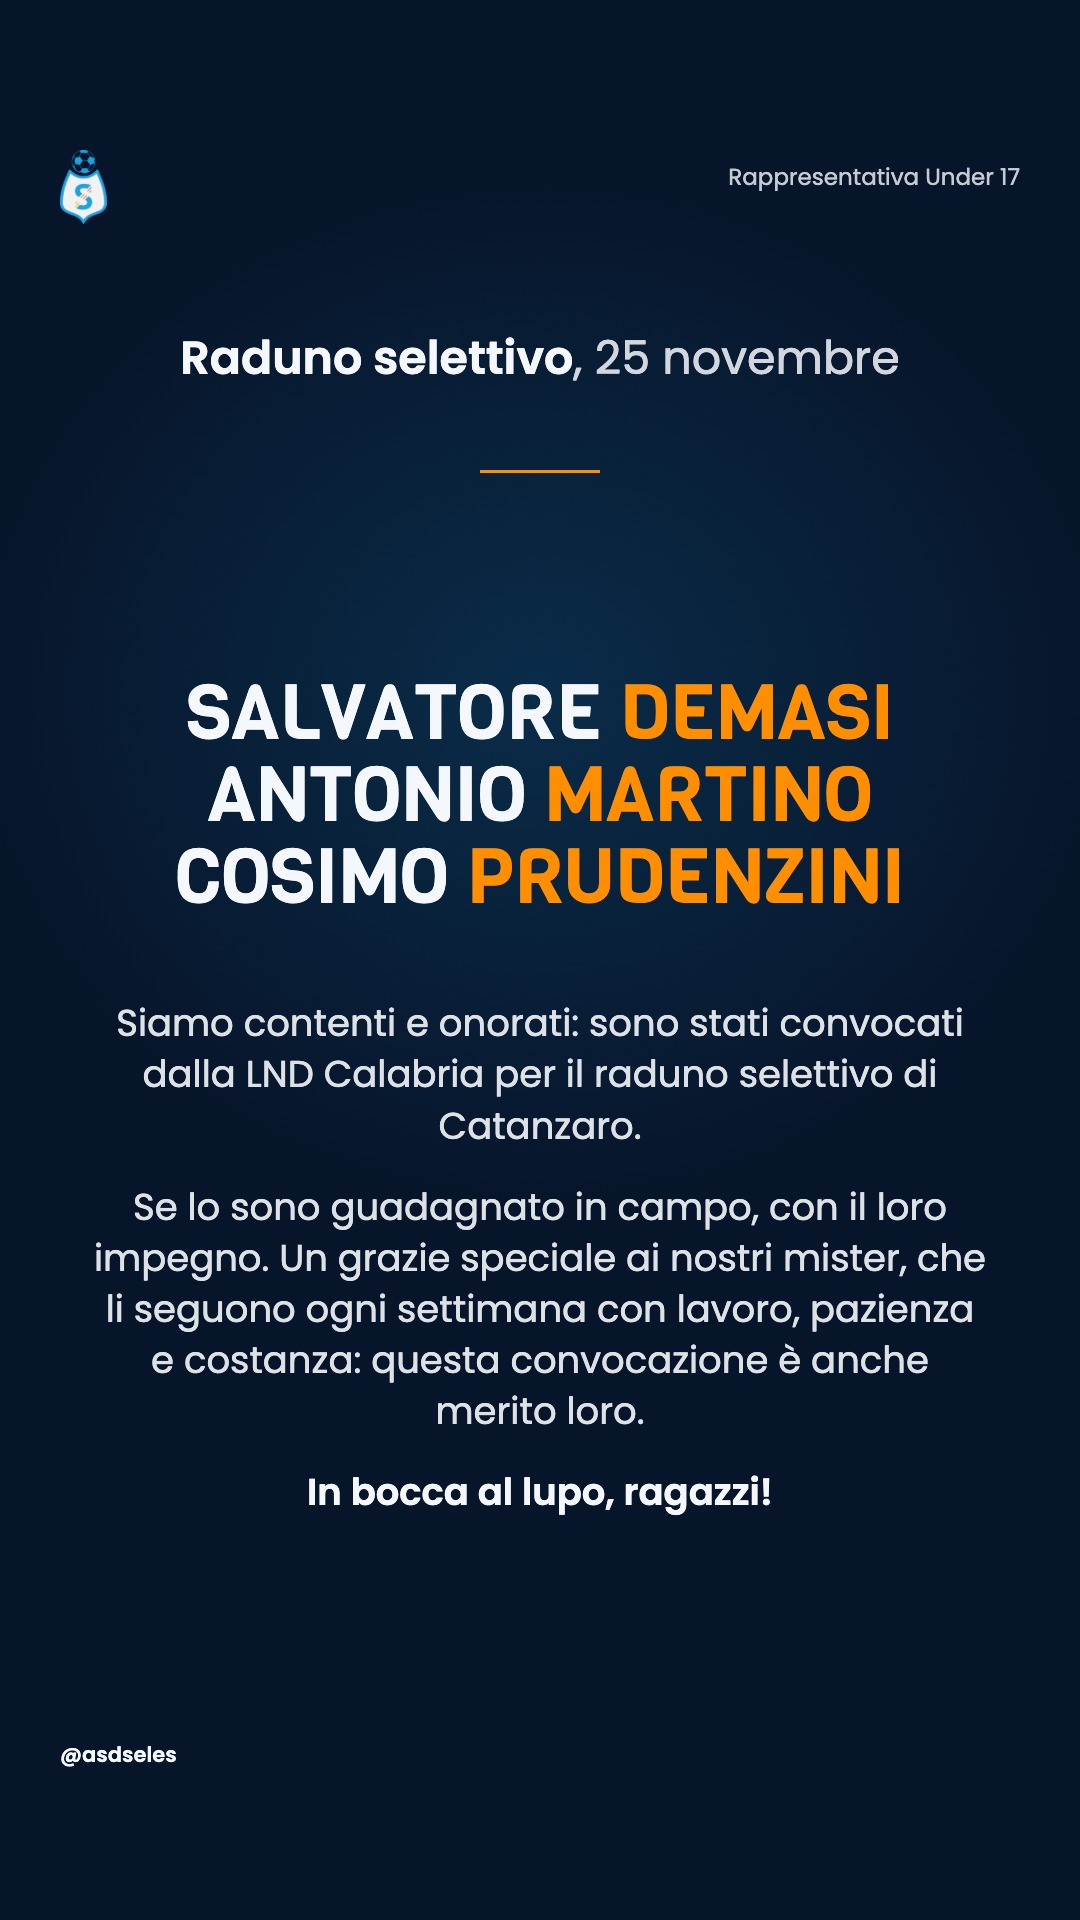 S
Rappresentativa Under 17
Raduno selettivo, 25 novembre
SALVATORE DEMASI
ANTONIO MARTINO
COSIMO PRUDENZINI
Siamo contenti e onorati: sono stati convocati
dalla LND Calabria per il raduno selettivo di
Catanzaro.
Se lo sono guadagnato in campo, con il loro
impegno. Un grazie speciale ai nostri mister, che
li seguono ogni settimana con lavoro, pazienza
e costanza: questa convocazione è anche
merito loro.
In bocca al lupo, ragazzi!
@asdseles